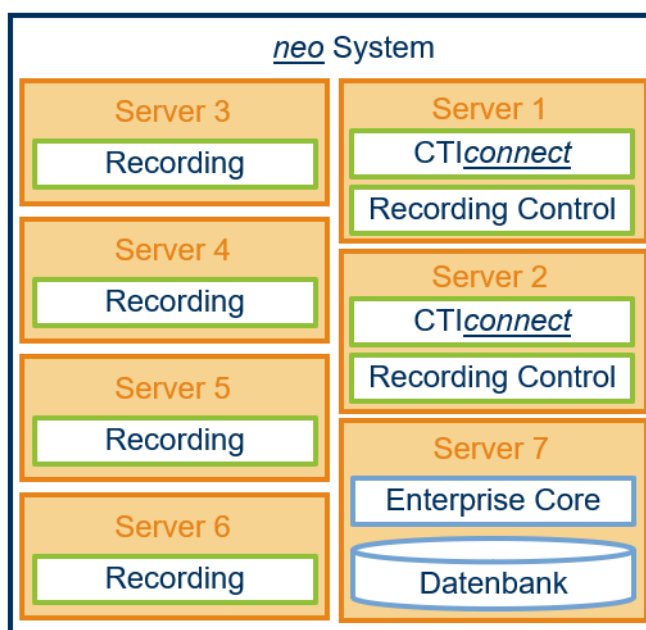 neo System
Server 3
Recording
Server 4
Recording
Server 5
Recording
Server 6
Recording
Server 1
CTIconnect
Recording Control
Server 2
CTIconnect
Recording Control
Server 7
Enterprise Core
Datenbank